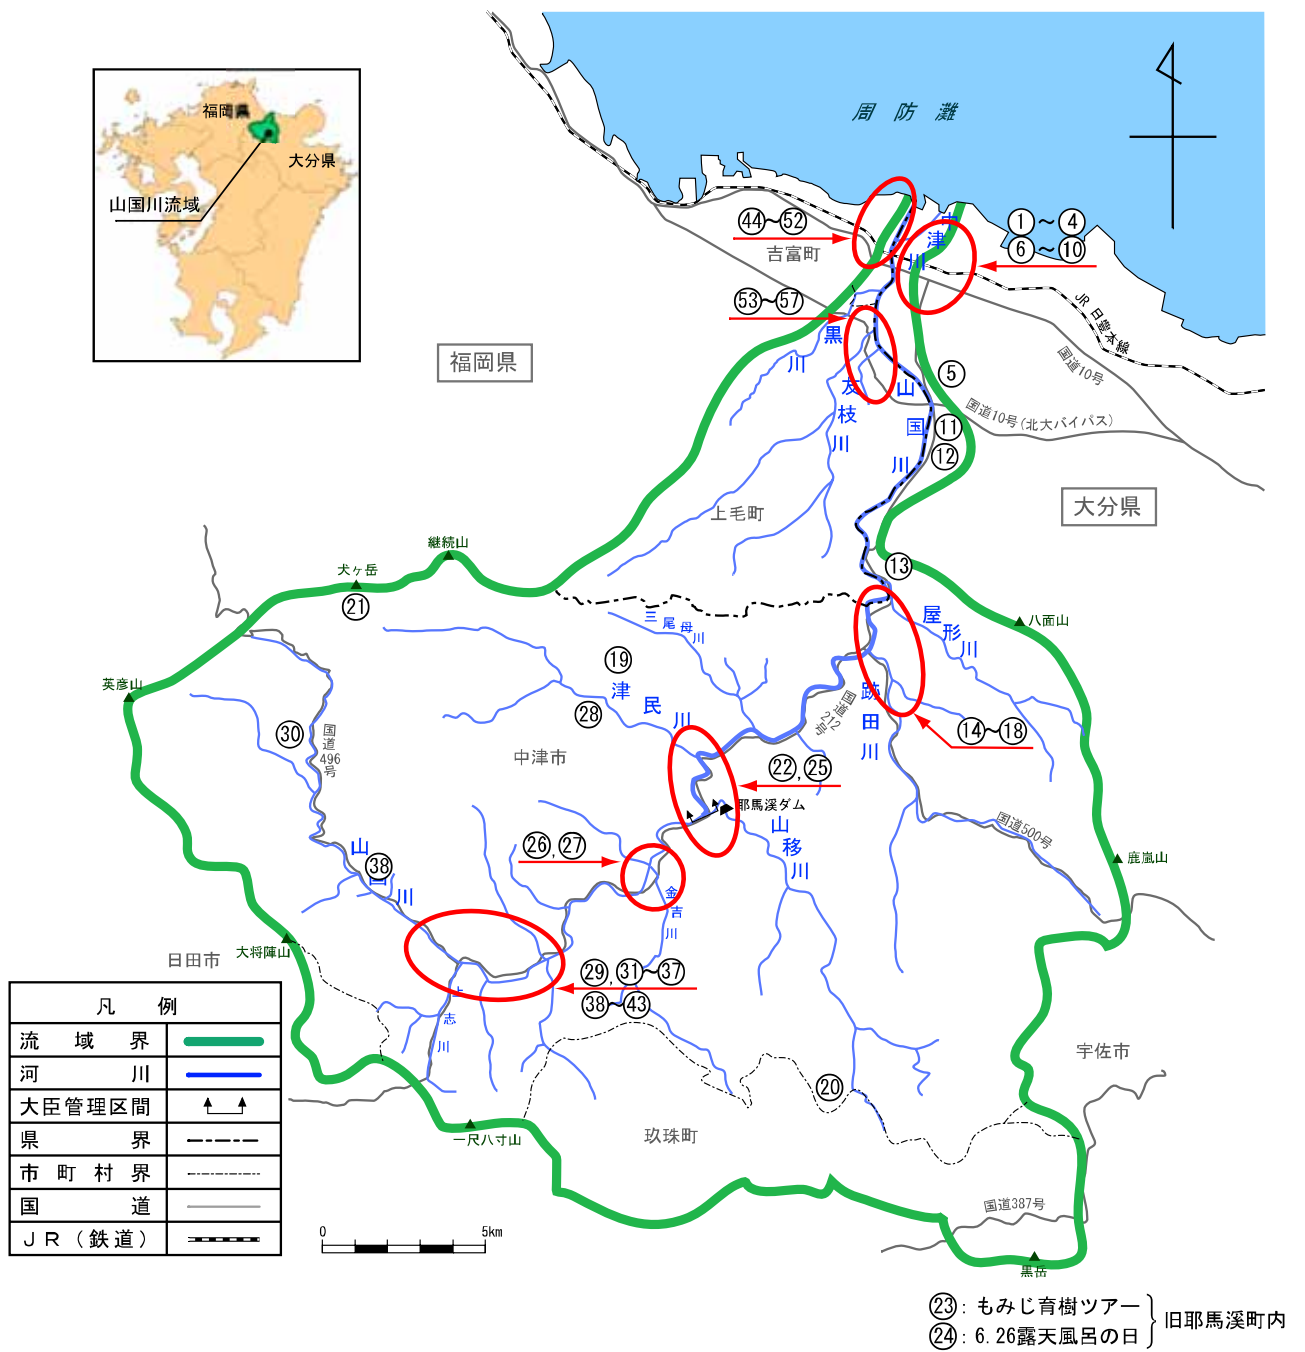 周防灘
福岡県
大分県
山国川流域
㊹～52
吉富町
中津川
①～④
⑥～⑩
53～57
JR 日豊本線
国道10号
福岡県
黒川
友枝川
山国川
⑤
国道10号(北大バイパス)
⑪
⑫
大分県
上毛町
継続山
犬ヶ岳
㉑
⑬
八面山
三尾母川
屋形川
英彦山
⑲
津民川
㉘
跡田川
国道212号
⑭～⑱
㉚
国道496号
中津市
㉒,㉕
耶馬溪ダム
山移川
国道500号
㉖,㉗
鹿嵐山
山国川
㊳
金吉川
大将陣山
日田市
㉙,㉛～㊲
㊳～㊸
上志川
宇佐市
⑳
一尺八寸山
玖珠町
国道387号
黒岳
凡例
流域界
河川
大臣管理区間
県界
市町村界
国道
JR(鉄道)
0 5km
㉓: もみじ育樹ツアー
㉔: 6.26露天風呂の日
旧耶馬溪町内